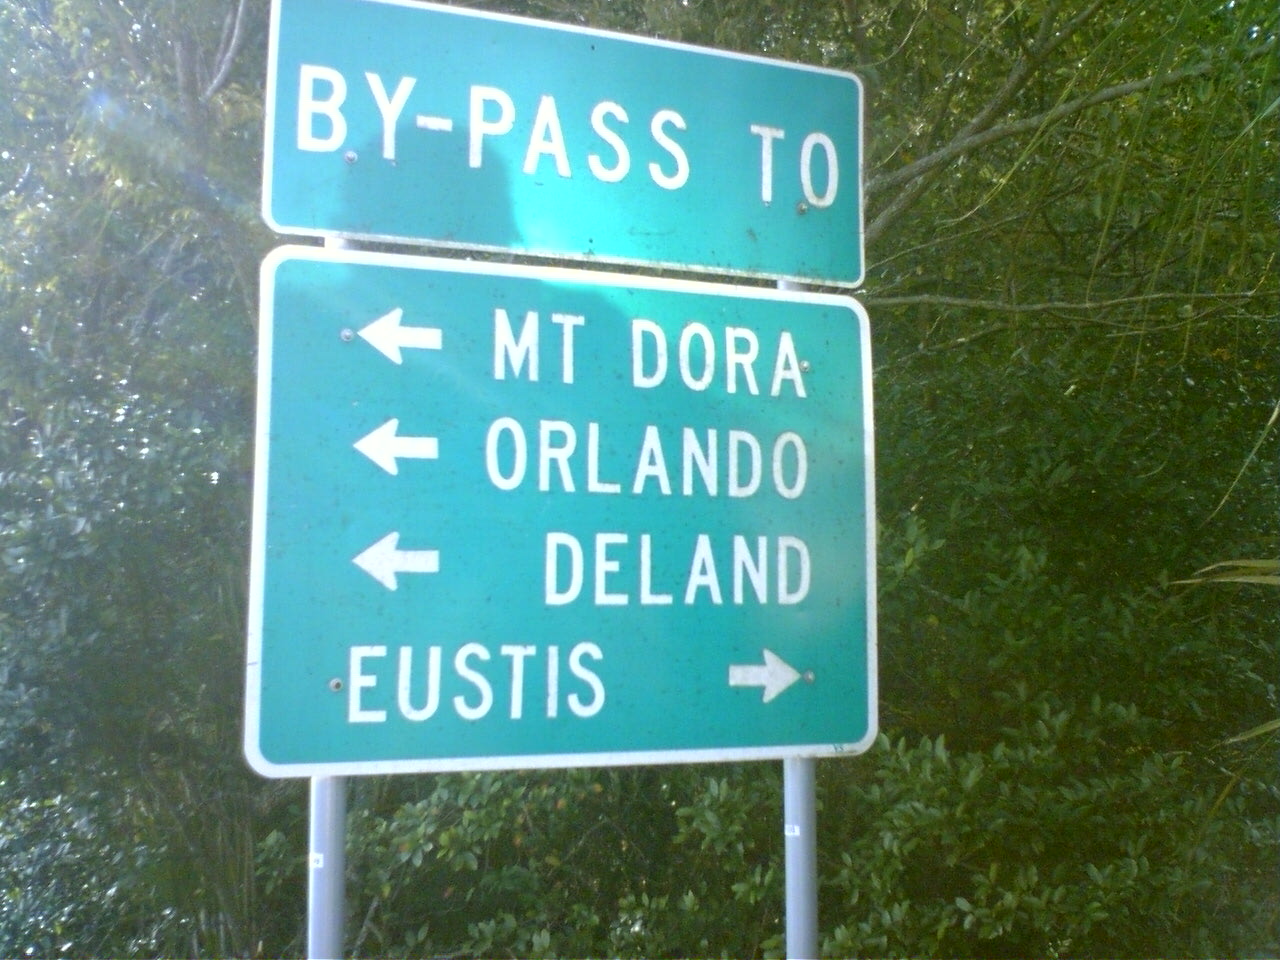 BY-PASS TO
MT DORA
ORLANDO
DELAND
EUSTIS